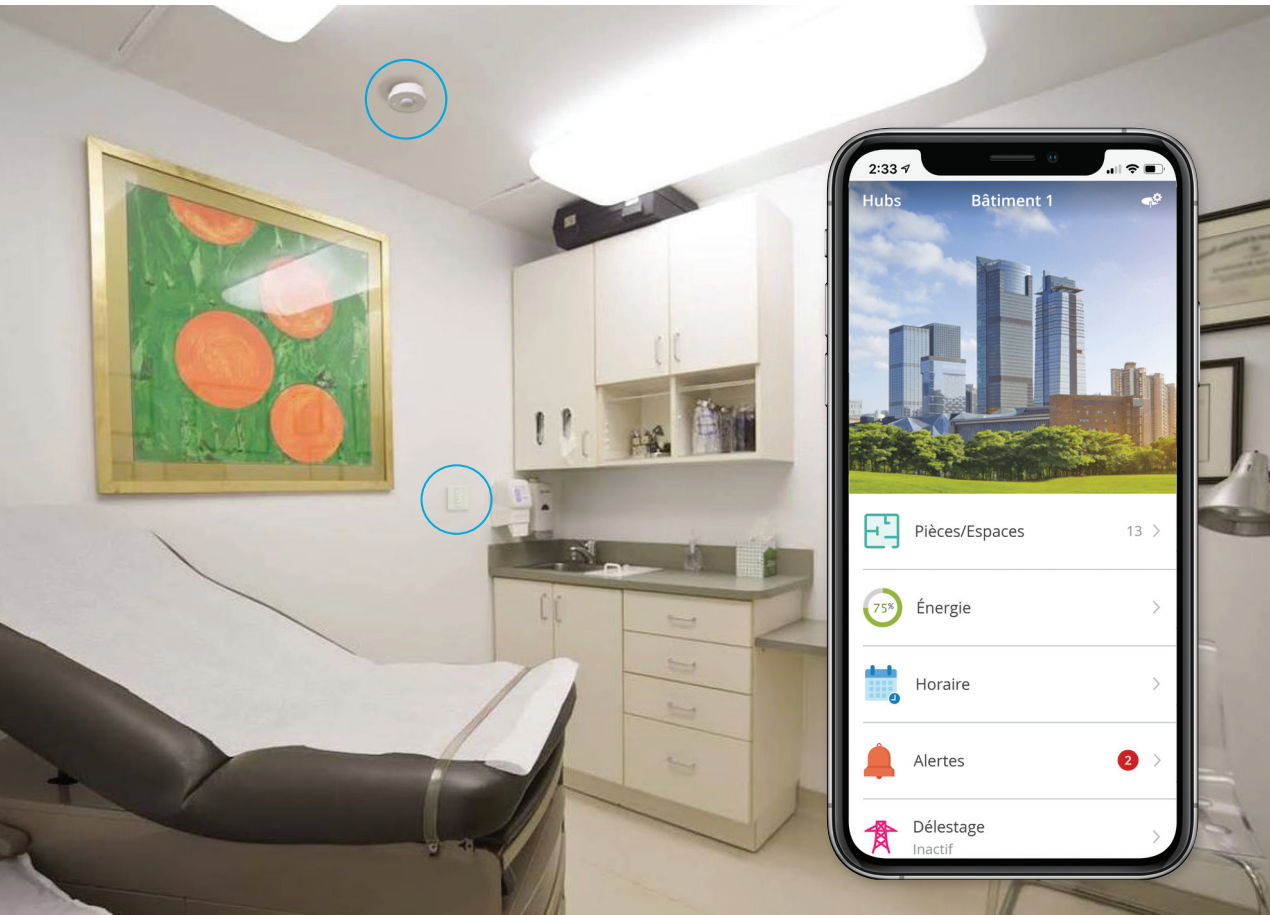 2:33
Hubs
Bâtiment 1
Pièces/Espaces
13
75%
Énergie
Horaire
Alertes
2
Délestage
Inactif